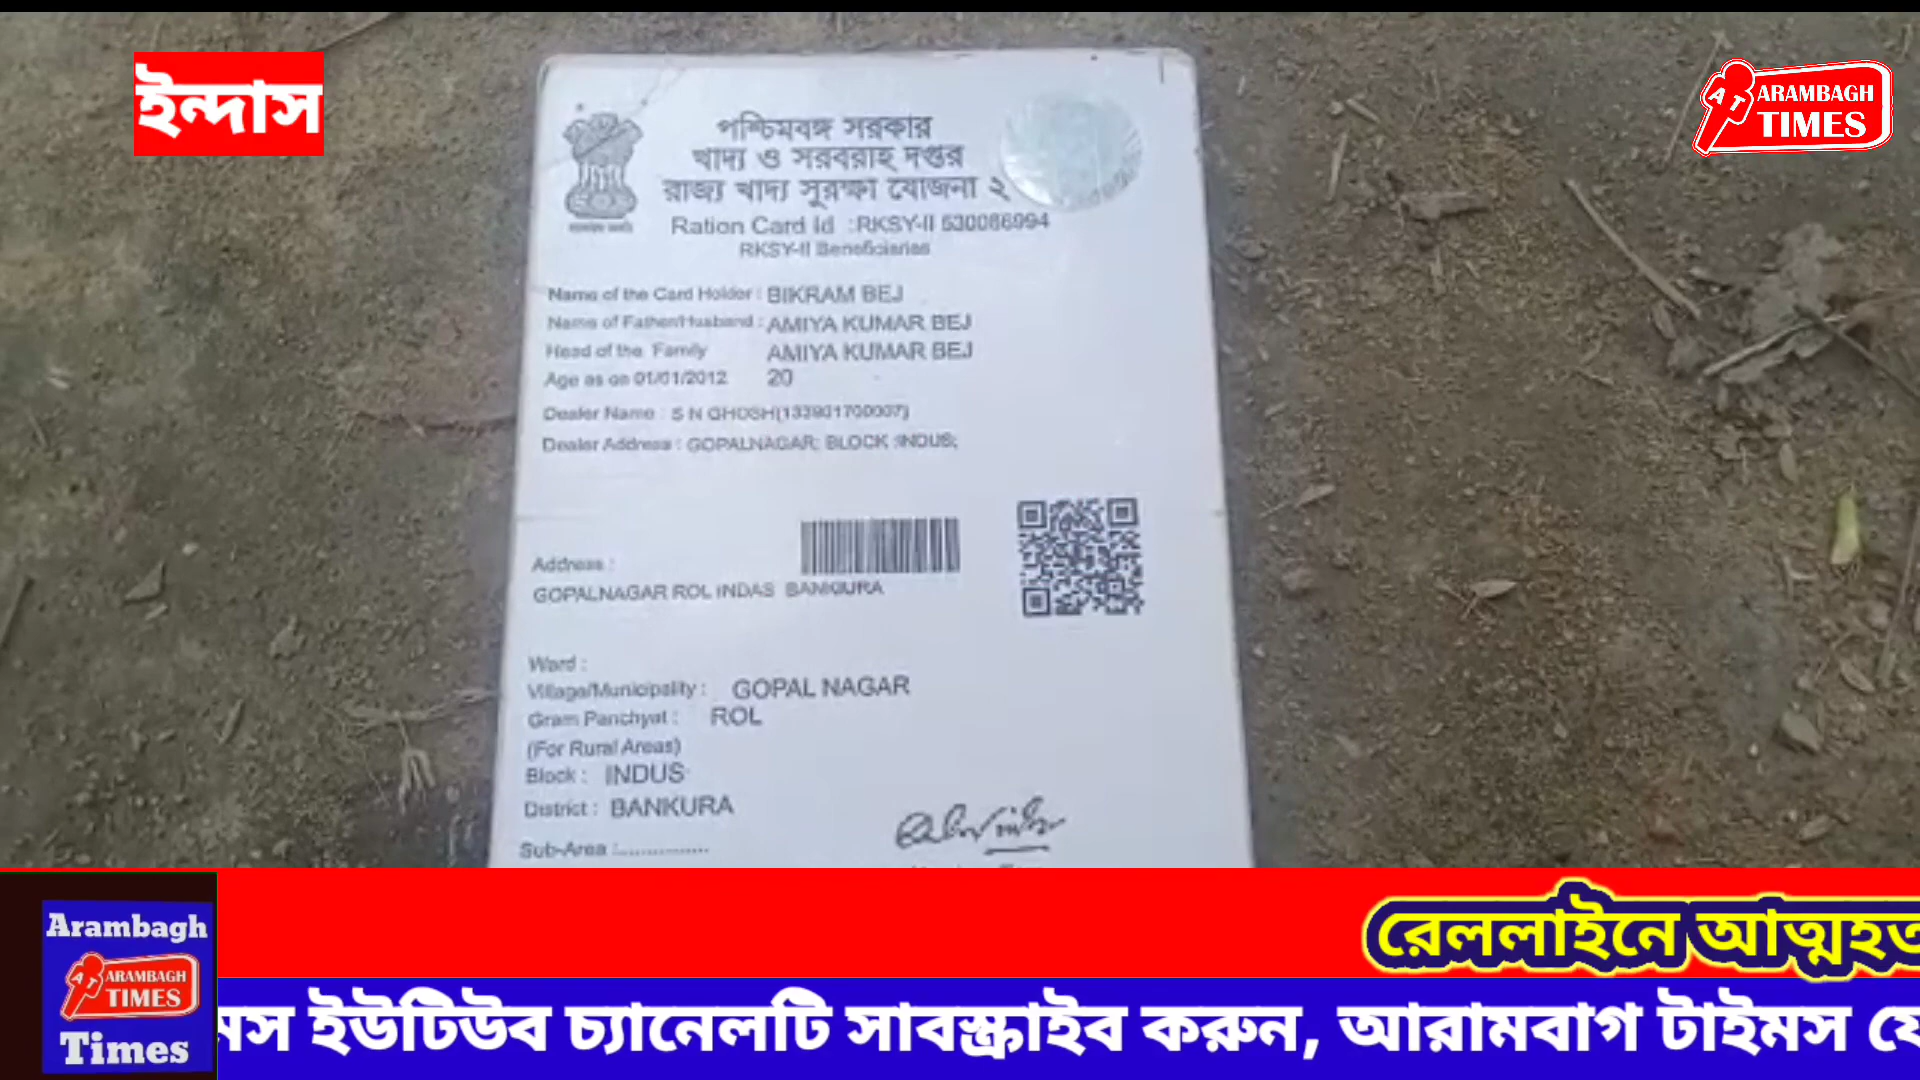 ইন্দাস
ARAMBAGH
TIMES
পশ্চিমবঙ্গ সরকার
খাদ্য ও সরবরাহ দপ্তর
রাজ্য খাদ্য সুরক্ষা যোজনা ২
Ration Card Id :RKSY-II 530086994
RKSY-II Beneficiaries
Name of the Card Holder : BIKRAM BEJ
Name of Father/Husband : AMIYA KUMAR BEJ
Head of the Family AMIYA KUMAR BEJ
Age as on 01/01/2012 20
Dealer Name : S N GHOSH(133901700007)
Dealer Address : GOPALNAGAR; BLOCK :INDUS;
Address :
GOPALNAGAR ROL INDAS BANKURA
Ward :
Village/Municipality : GOPAL NAGAR
Gram Panchyat : ROL
(For Rural Areas)
Block : INDUS
District : BANKURA
Sub-Area :...............
রেললাইনে আত্মহত
Arambagh
ARAMBAGH
TIMES
Times
মস ইউটিউব চ্যানেলটি সাবস্ক্রাইব করুন, আরামবাগ টাইমস যে